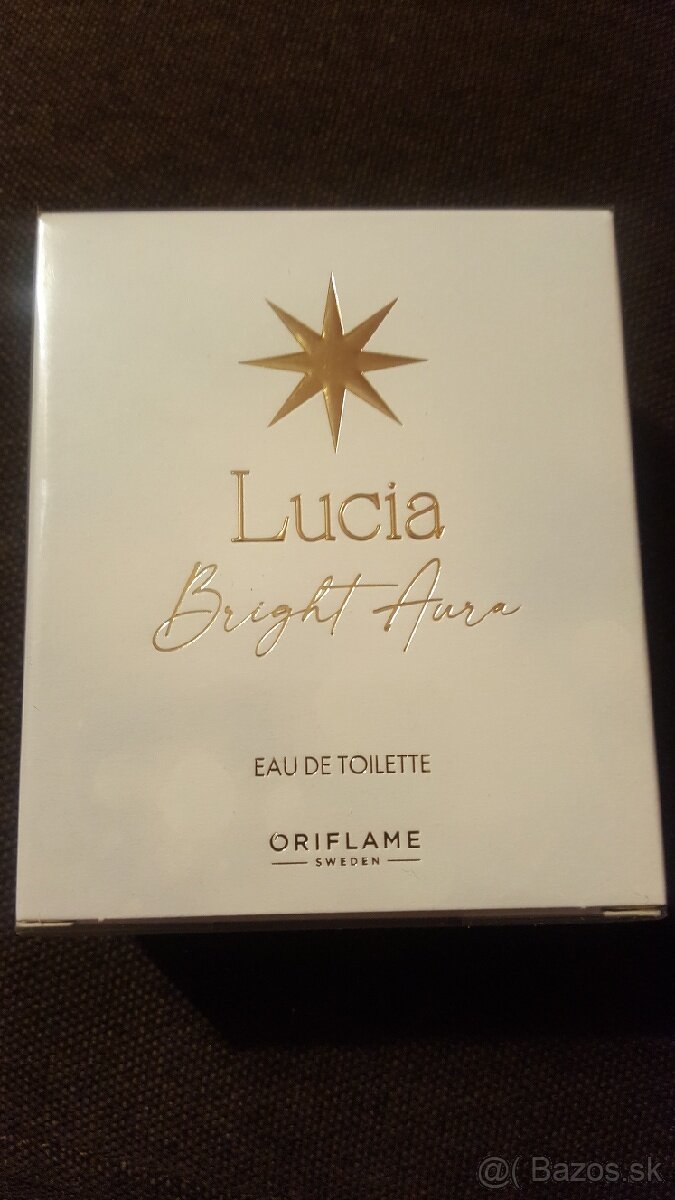 Lucia
Bright Aura
EAU DE TOILETTE
ORIFLAME
SWEDEN
@( Bazos.sk